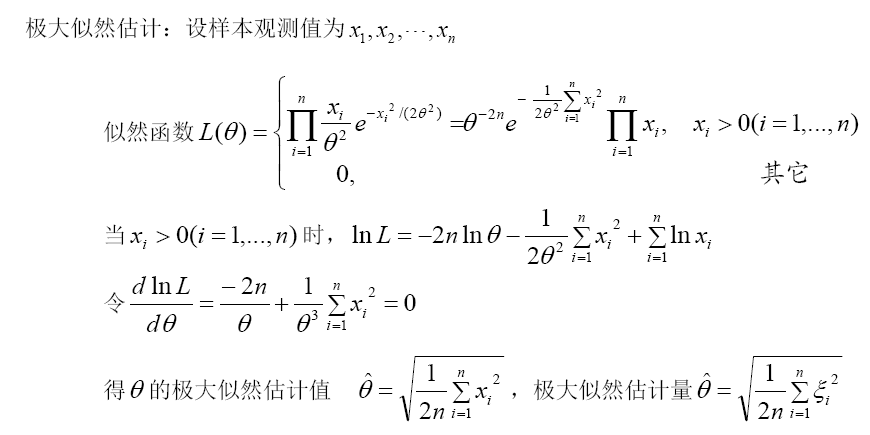 极大似然估计：设样本观测值为 $x_1, x_2, \cdots, x_n$
似然函数 $L(\theta) = \begin{cases} \prod_{i=1}^{n} \frac{x_i}{\theta^2} e^{-x_i^2/(2\theta^2)} = \theta^{-2n} e^{-\frac{1}{2\theta^2} \sum_{i=1}^{n} x_i^2} \prod_{i=1}^{n} x_i, & x_i > 0 (i = 1, ..., n) \\ 0, & 其它 \end{cases}$
当 $x_i > 0 (i = 1, ..., n)$ 时，$\ln L = -2n \ln \theta - \frac{1}{2\theta^2} \sum_{i=1}^{n} x_i^2 + \sum_{i=1}^{n} \ln x_i$
令 $\frac{d \ln L}{d\theta} = \frac{-2n}{\theta} + \frac{1}{\theta^3} \sum_{i=1}^{n} x_i^2 = 0$
得 $\theta$ 的极大似然估计值 $\hat{\theta} = \sqrt{\frac{1}{2n} \sum_{i=1}^{n} x_i^2}$，极大似然估计量 $\hat{\theta} = \sqrt{\frac{1}{2n} \sum_{i=1}^{n} \xi_i^2}$